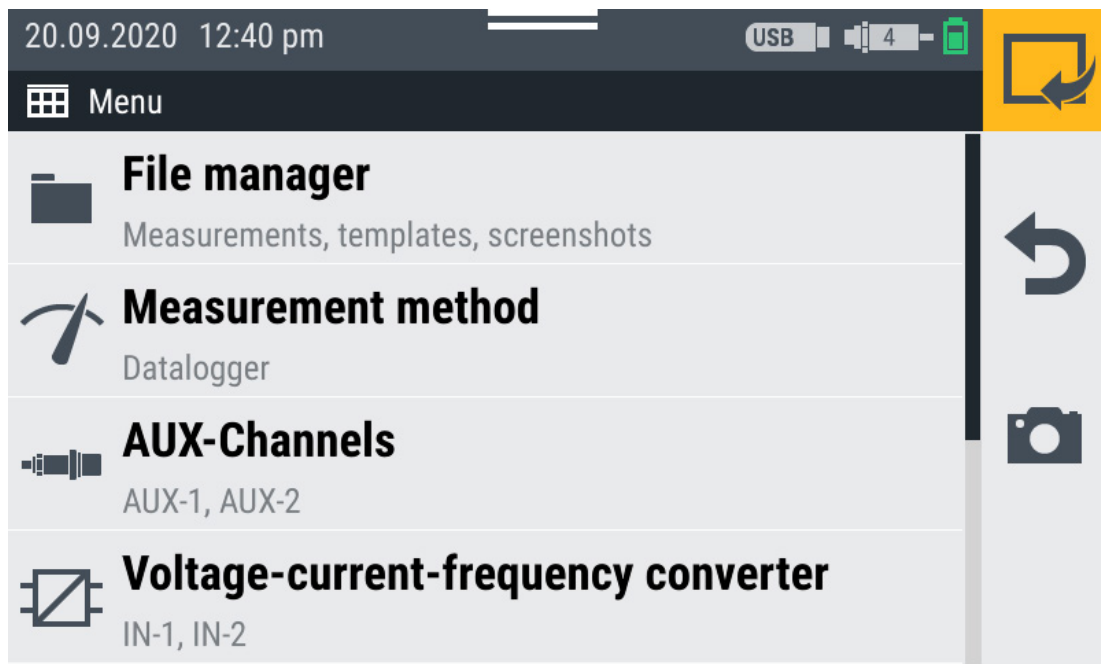 20.09.2020 12:40 pm USB 4
Menu
File manager
Measurements, templates, screenshots
Measurement method
Datalogger
AUX-Channels
AUX-1, AUX-2
Voltage-current-frequency converter
IN-1, IN-2